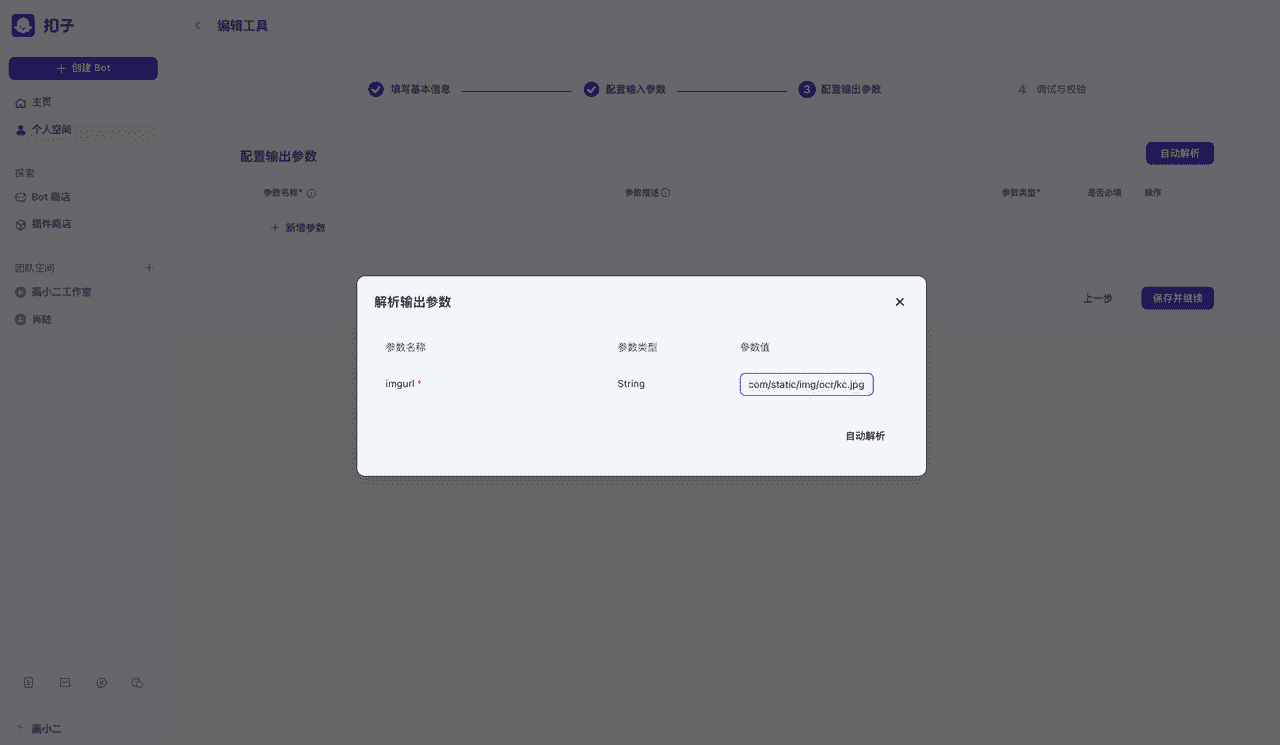 扣子
编辑工具
+ 创建 Bot
主页
个人空间
探索
Bot 商店
插件商店
团队空间 +
画小二工作室
肖陆
画小二
填写基本信息
配置输入参数
3 配置输出参数
4 调试与校验
配置输出参数
自动解析
参数名称* 参数描述 参数类型* 是否必填 操作
+ 新增参数
上一步 保存并继续
解析输出参数
参数名称 参数类型 参数值
imgurl * String com/static/img/ocr/kc.jpg
自动解析